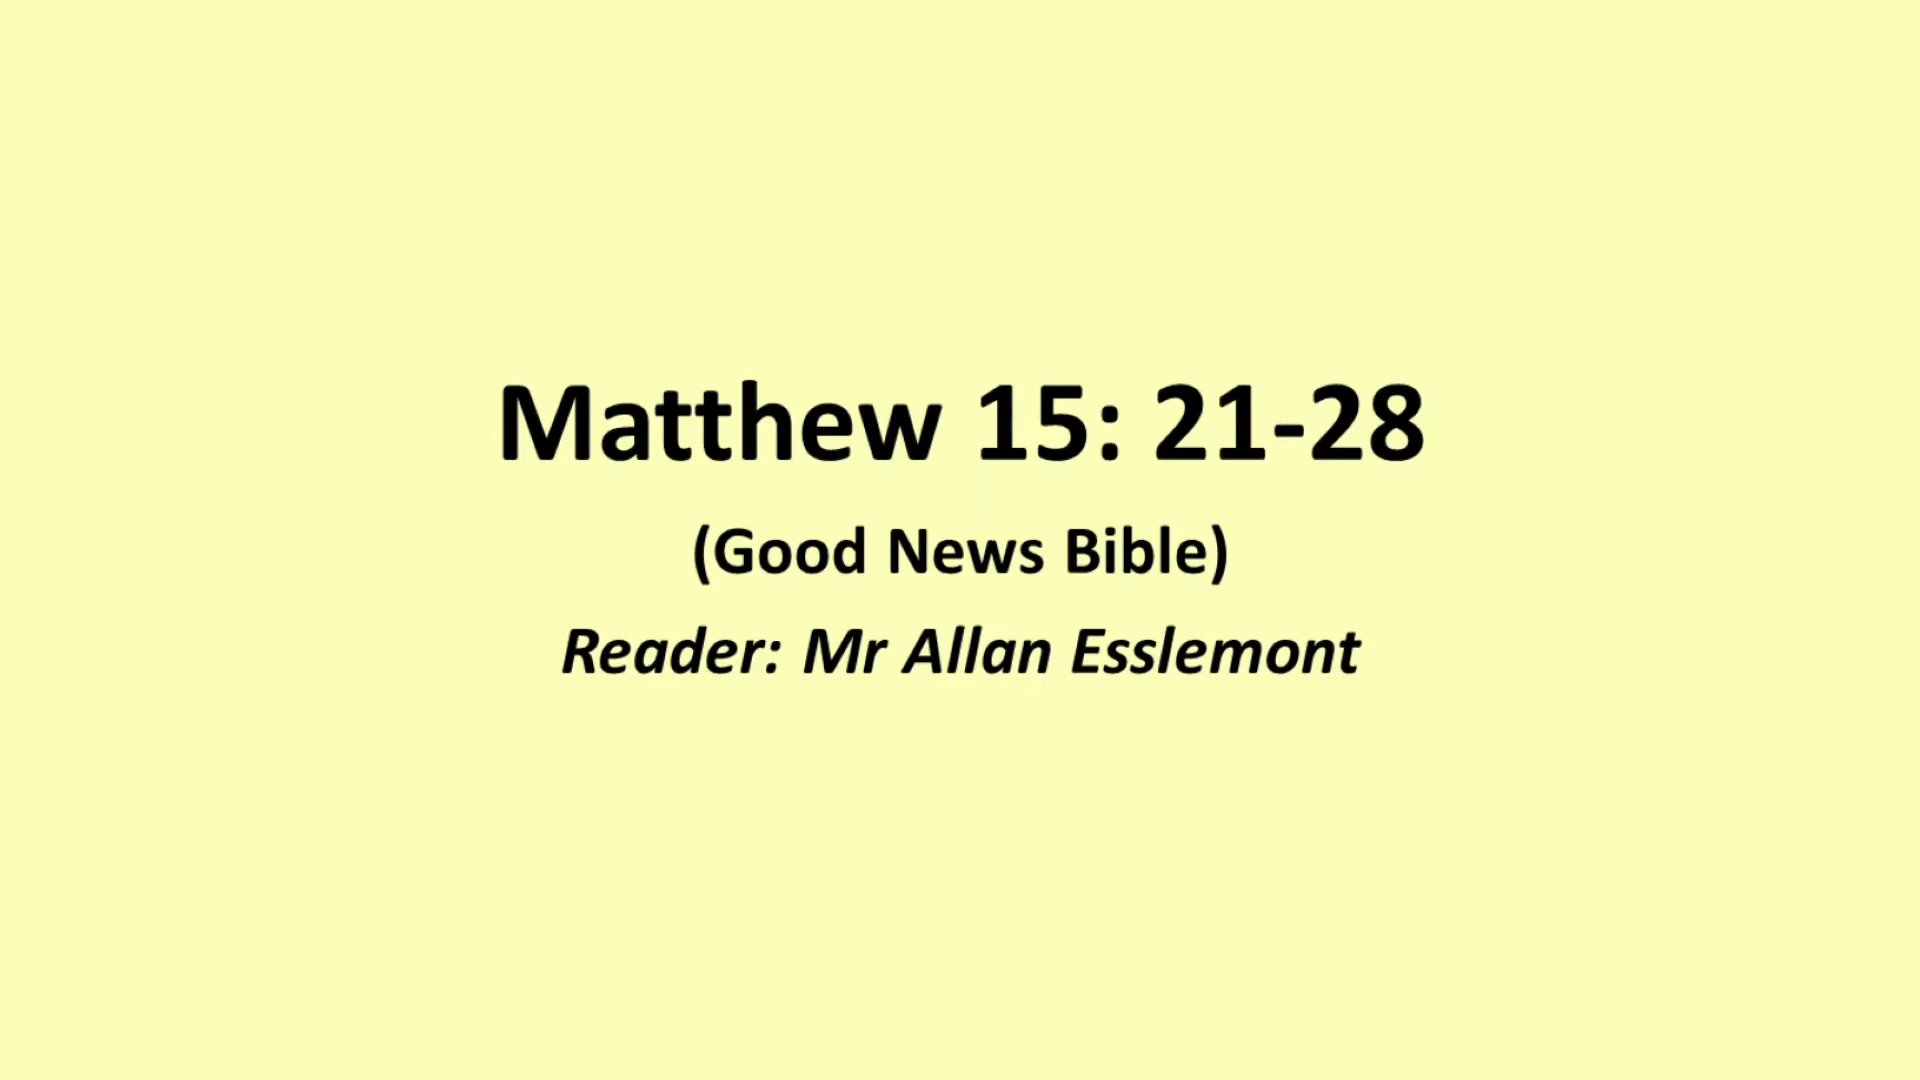 Matthew 15: 21-28
(Good News Bible)
Reader: Mr Allan Esslemont